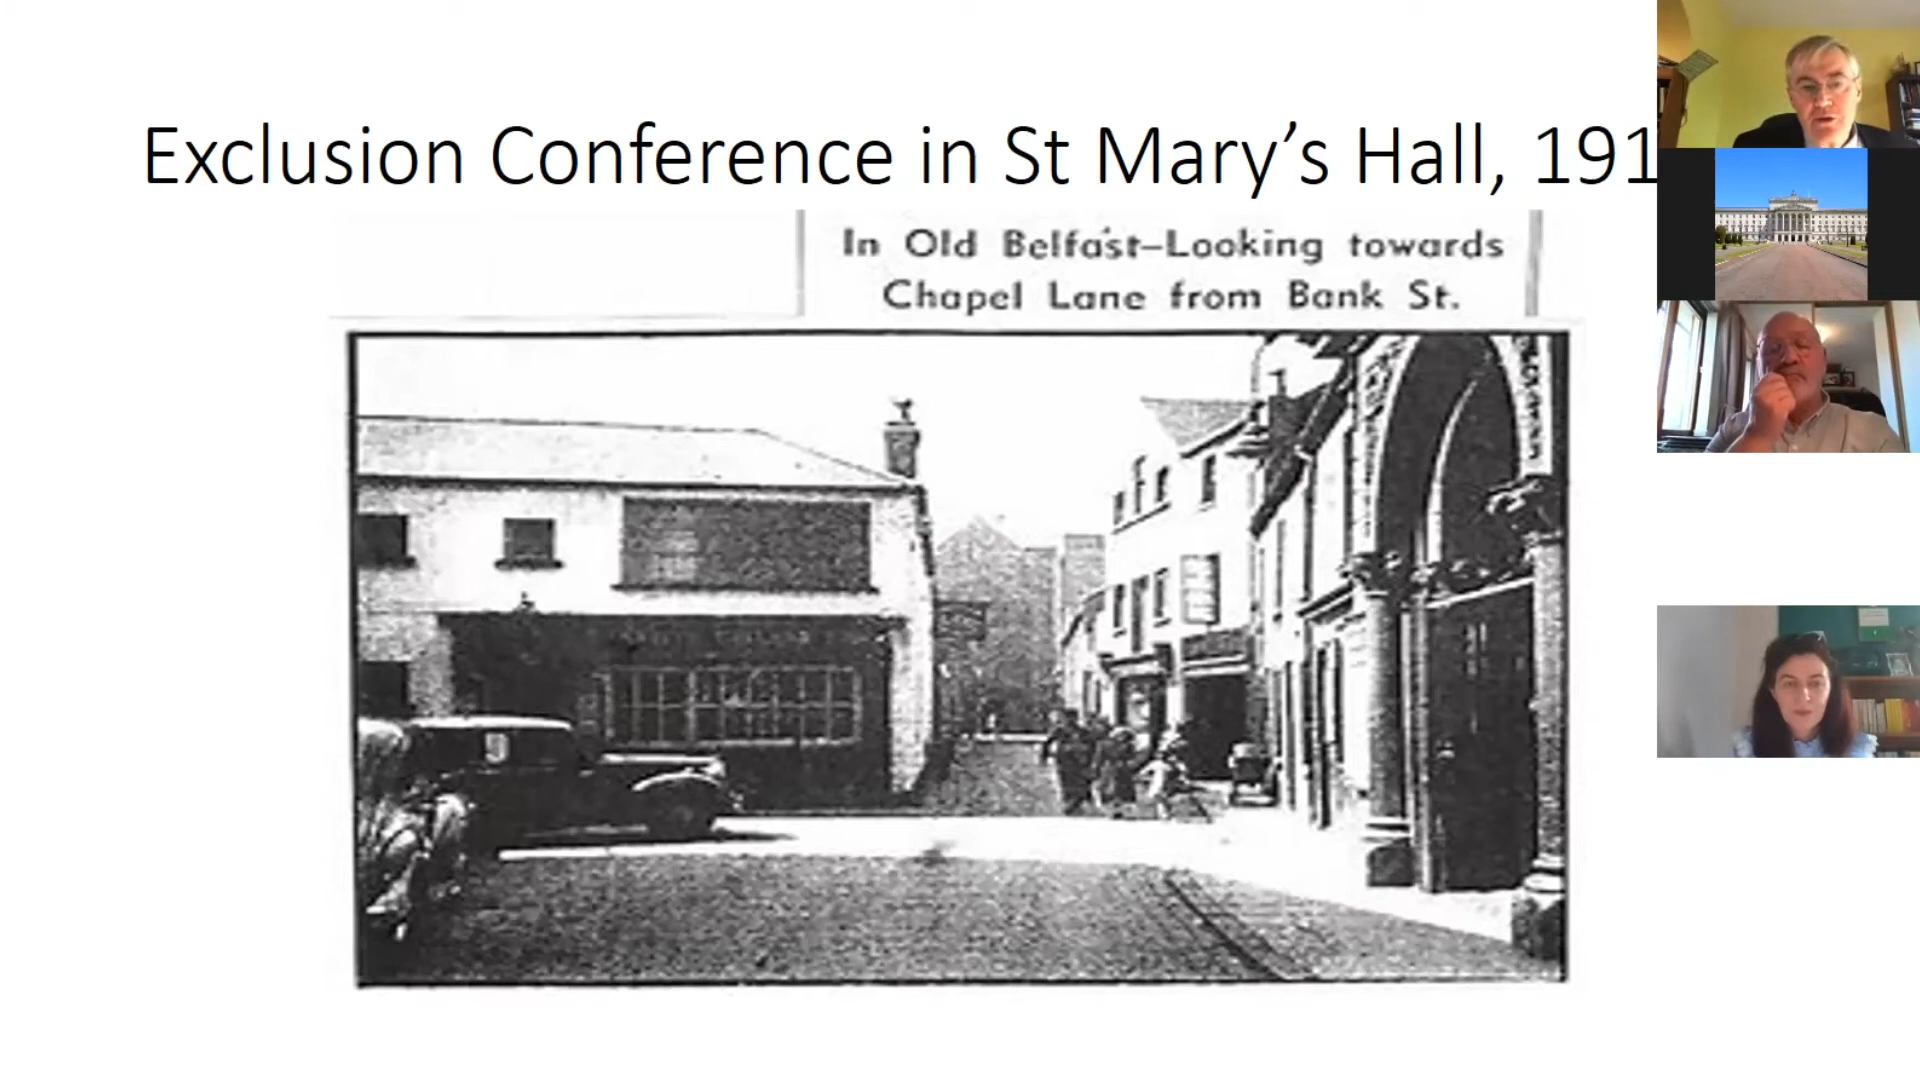 Exclusion Conference in St Mary’s Hall, 191
In Old Belfast–Looking towards
Chapel Lane from Bank St.